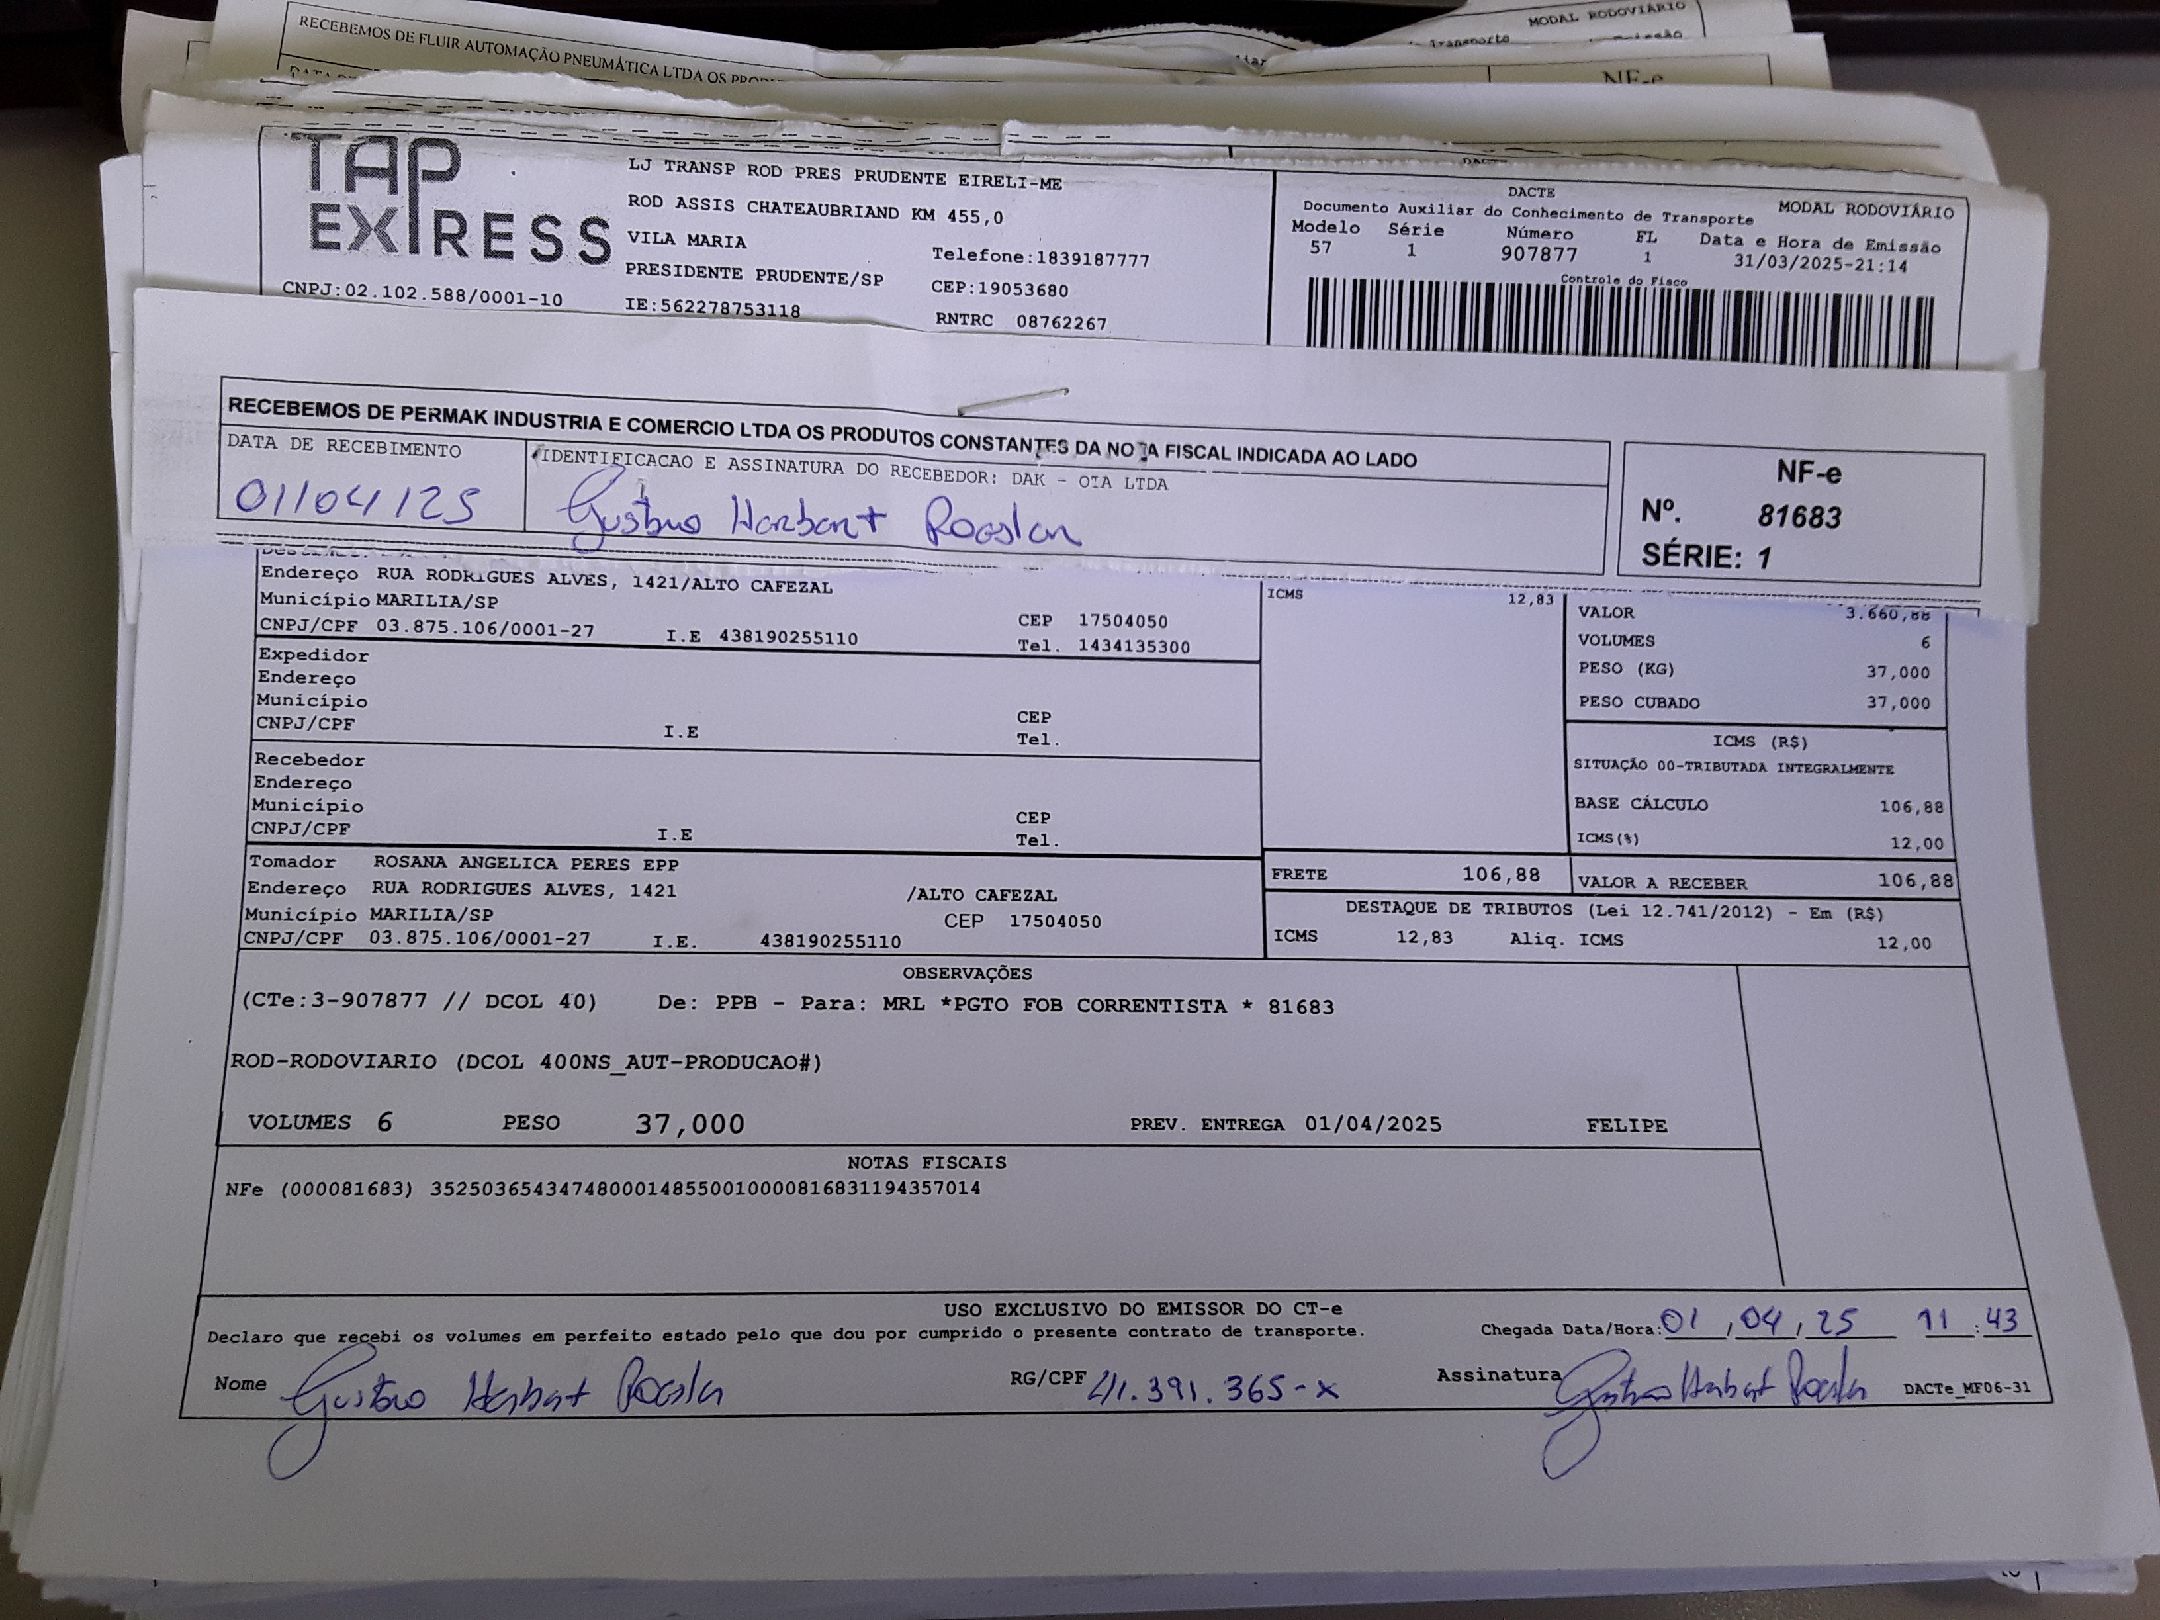 MODAL RODOVIÁRIO
Transporte
RECEBEMOS DE FLUIR AUTOMAÇÃO PNEUMÁTICA LTDA OS
NF-e
TAP EXPRESS
LJ TRANSP ROD PRES PRUDENTE EIRELI-ME
ROD ASSIS CHATEAUBRIAND KM 455,0
VILA MARIA
Telefone:1839187777
PRESIDENTE PRUDENTE/SP
CEP:19053680
CNPJ:02.102.588/0001-10
IE:562278753118
RNTRC 08762267
DACTE
DACTE
MODAL RODOVIÁRIO
Documento Auxiliar do Conhecimento de Transporte
Modelo Série Número FL Data e Hora de Emissão
57 1 907877 1 31/03/2025-21:14
Controle do Fisco
RECEBEMOS DE PERMAK INDUSTRIA E COMERCIO LTDA OS PRODUTOS CONSTANTES DA NOTA FISCAL INDICADA AO LADO
DATA DE RECEBIMENTO
01/04/25
IDENTIFICACAO E ASSINATURA DO RECEBEDOR: DAK - OIA LTDA
Gustavo Herbert
NF-e
Nº. 81683
SÉRIE: 1
Endereço RUA RODRIGUES ALVES, 1421/ALTO CAFEZAL
Município MARILIA/SP
CEP 17504050
CNPJ/CPF 03.875.106/0001-27 I.E 438190255110 Tel. 1434135300
ICMS 12,83
VALOR 3.660,88
VOLUMES 6
PESO (KG) 37,000
PESO CUBADO 37,000
Expedidor
Endereço
Município CEP
CNPJ/CPF I.E Tel.
ICMS (R$)
SITUAÇÃO 00-TRIBUTADA INTEGRALMENTE
BASE CÁLCULO 106,88
ICMS(%) 12,00
Recebedor
Endereço
Município CEP
CNPJ/CPF I.E Tel.
Tomador ROSANA ANGELICA PERES EPP
Endereço RUA RODRIGUES ALVES, 1421 /ALTO CAFEZAL
Município MARILIA/SP CEP 17504050
CNPJ/CPF 03.875.106/0001-27 I.E. 438190255110
FRETE 106,88 VALOR A RECEBER 106,88
DESTAQUE DE TRIBUTOS (Lei 12.741/2012) - Em (R$)
ICMS 12,83 Aliq. ICMS 12,00
OBSERVAÇÕES
(CTe:3-907877 // DCOL 40) De: PPB - Para: MRL *PGTO FOB CORRENTISTA * 81683
ROD-RODOVIARIO (DCOL 400NS_AUT-PRODUCAO#)
VOLUMES 6 PESO 37,000 PREV. ENTREGA 01/04/2025 FELIPE
NOTAS FISCAIS
NFe (000081683) 35250365434748000148550010000816831194357014
USO EXCLUSIVO DO EMISSOR DO CT-e
Declaro que recebi os volumes em perfeito estado pelo que dou por cumprido o presente contrato de transporte.
Chegada Data/Hora: 01, 04, 25 11:43
Nome Gustavo Herbert
RG/CPF 41.391.365-x
Assinatura Gustavo Herbert
DACTe_MF06-31